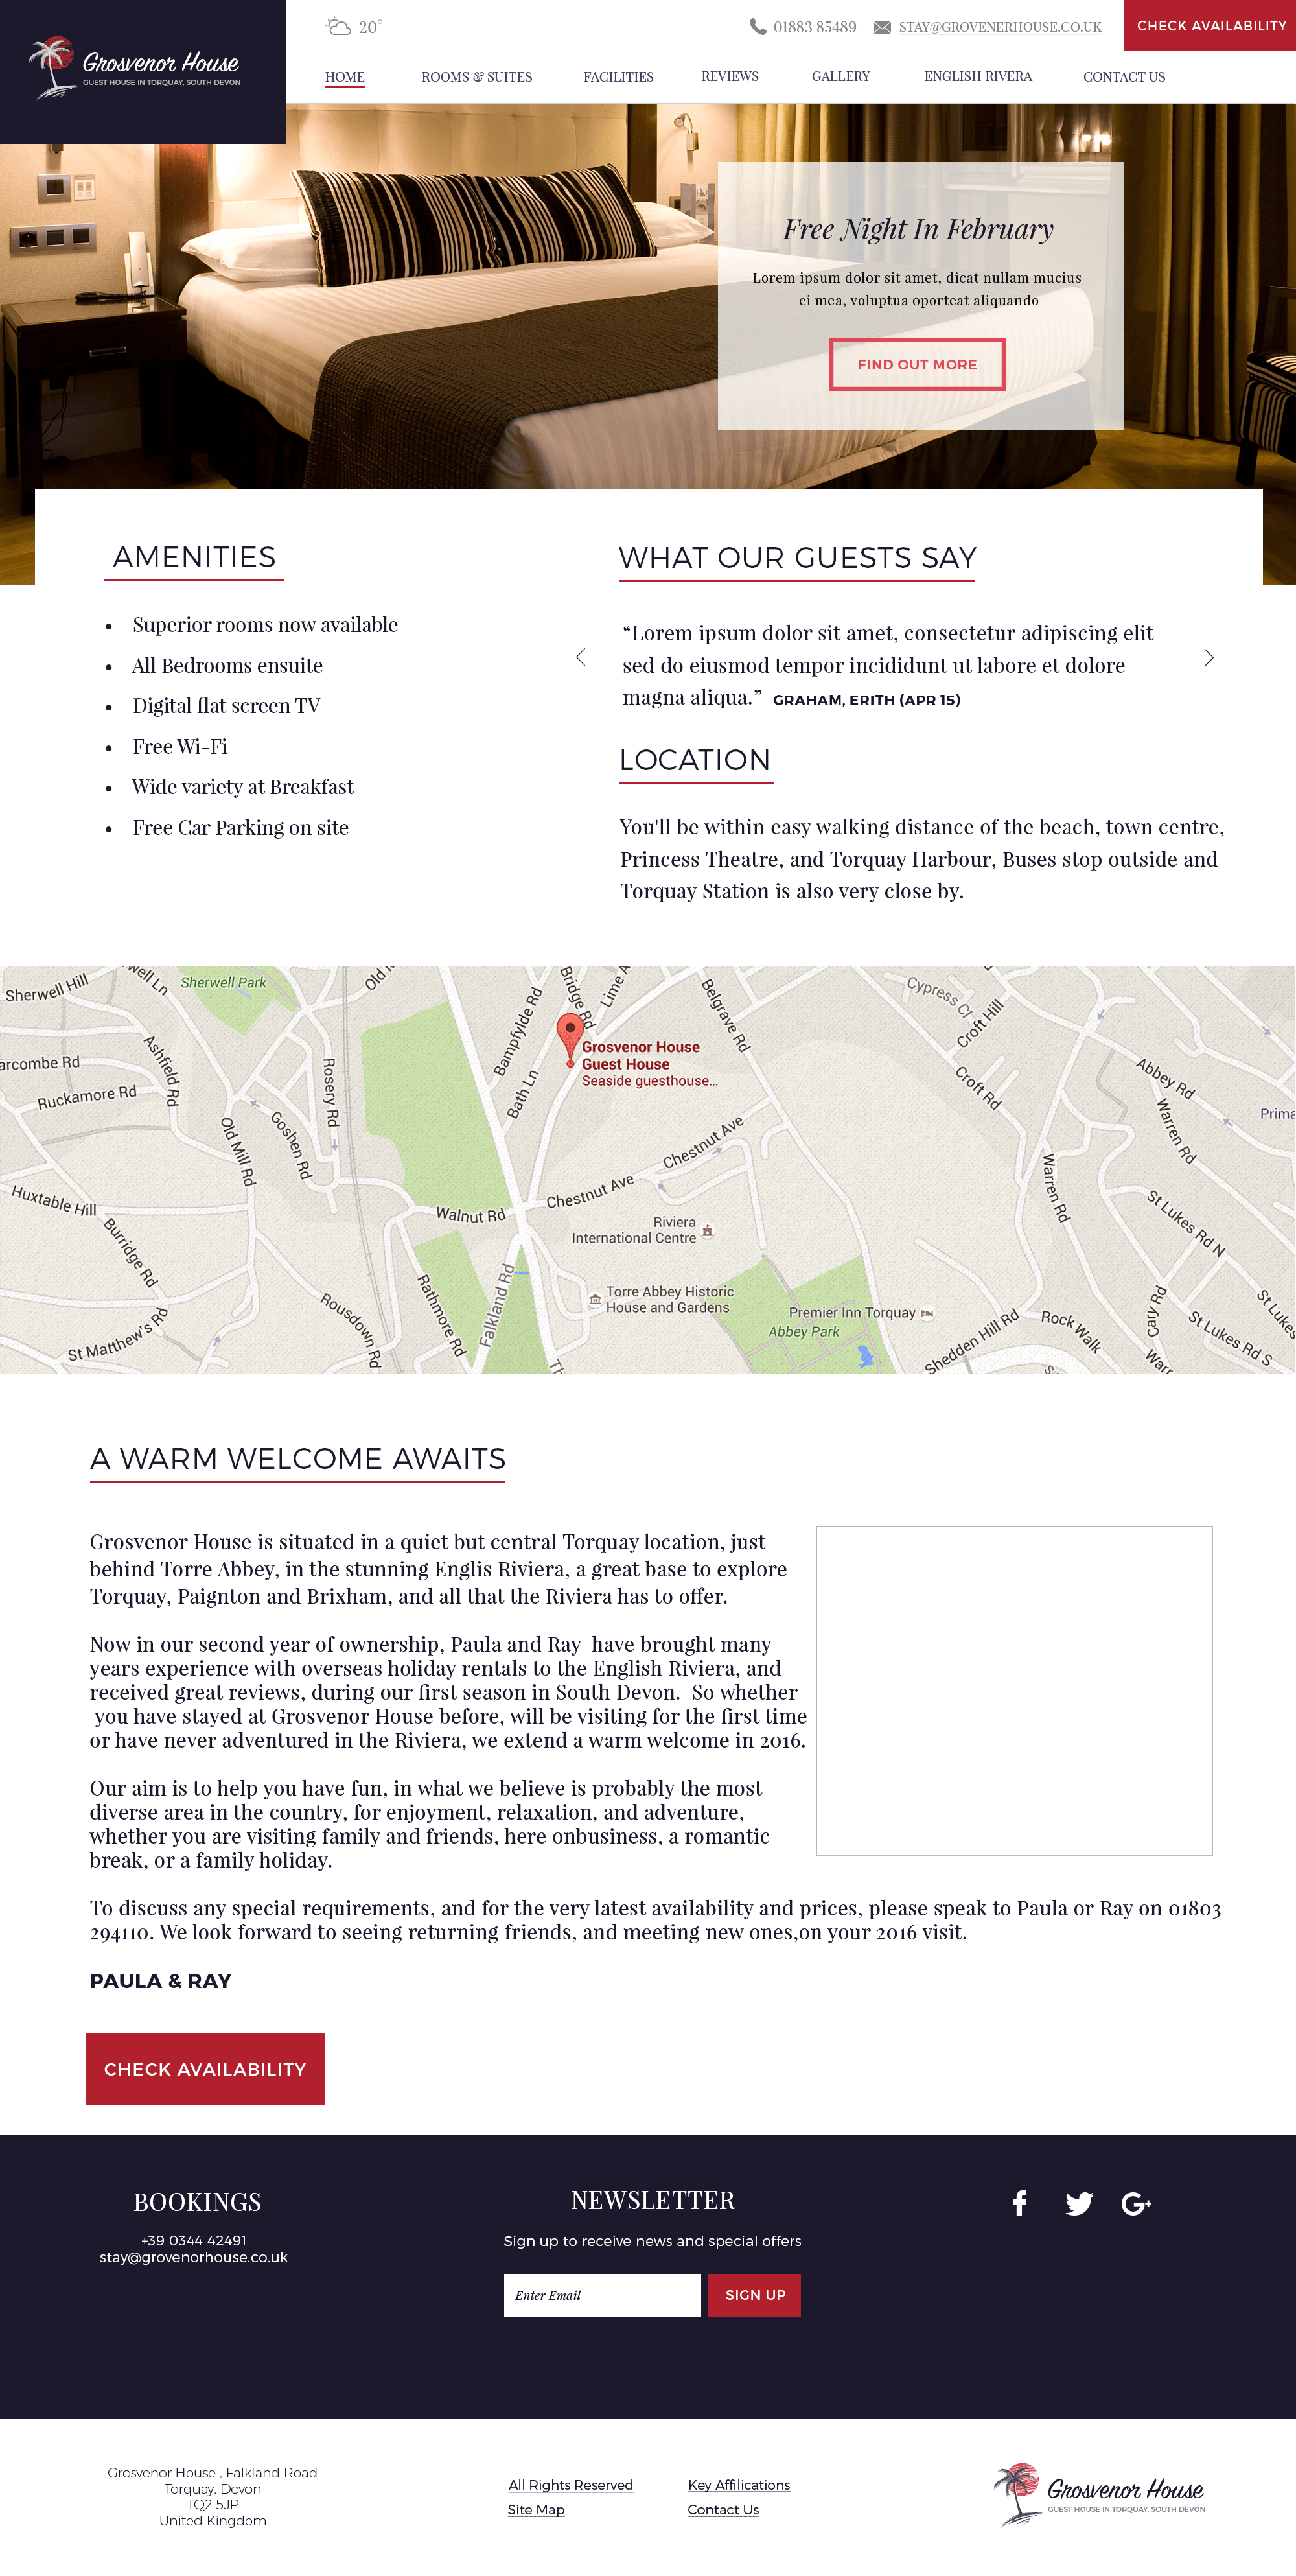 Grosvenor House
GUEST HOUSE IN TORQUAY, SOUTH DEVON
20°
01883 85489
STAY@GROVENERHOUSE.CO.UK
CHECK AVAILABILITY
HOME
ROOMS & SUITES
FACILITIES
REVIEWS
GALLERY
ENGLISH RIVERA
CONTACT US
Free Night In February
Lorem ipsum dolor sit amet, dicat nullam mucius
ei mea, voluptua oporteat aliquando
FIND OUT MORE
AMENITIES
• Superior rooms now available
• All Bedrooms ensuite
• Digital flat screen TV
• Free Wi-Fi
• Wide variety at Breakfast
• Free Car Parking on site
WHAT OUR GUESTS SAY
“Lorem ipsum dolor sit amet, consectetur adipiscing elit
sed do eiusmod tempor incididunt ut labore et dolore
magna aliqua.” GRAHAM, ERITH (APR 15)
LOCATION
You'll be within easy walking distance of the beach, town centre,
Princess Theatre, and Torquay Harbour, Buses stop outside and
Torquay Station is also very close by.
Sherwell Hill
well Ln
Sherwell Park
Old
Bampfylde Rd
Bridge Rd
Lime A
Belgrave Rd
Cypress Ct
Croft Hill
arcombe Rd
Ashfield Rd
Ruckamore Rd
Rosery Rd
Grosvenor House
Guest House
Seaside guesthouse...
Bath Ln
Croft Rd
Abbey Rd
Warren Rd
Prima
Old Mill Rd
Goshen Rd
Chestnut Ave
Huxtable Hill
Burridge Rd
Walnut Rd
Chestnut Ave
Riviera
International Centre
Warren Rd
St Lukes Rd N
Rathmore Rd
Falkland Rd
Torre Abbey Historic
House and Gardens
Premier Inn Torquay
Abbey Park
St Matthew's Rd
Rousdown Rd
Th
Shedden Hill Rd
Rock Walk
Cary Rd
Warr
St Lukes Rd S
St Lukes
A WARM WELCOME AWAITS
Grosvenor House is situated in a quiet but central Torquay location, just
behind Torre Abbey, in the stunning Englis Riviera, a great base to explore
Torquay, Paignton and Brixham, and all that the Riviera has to offer.
Now in our second year of ownership, Paula and Ray have brought many
years experience with overseas holiday rentals to the English Riviera, and
received great reviews, during our first season in South Devon. So whether
you have stayed at Grosvenor House before, will be visiting for the first time
or have never adventured in the Riviera, we extend a warm welcome in 2016.
Our aim is to help you have fun, in what we believe is probably the most
diverse area in the country, for enjoyment, relaxation, and adventure,
whether you are visiting family and friends, here onbusiness, a romantic
break, or a family holiday.
To discuss any special requirements, and for the very latest availability and prices, please speak to Paula or Ray on 01803
294110. We look forward to seeing returning friends, and meeting new ones,on your 2016 visit.
PAULA & RAY
CHECK AVAILABILITY
BOOKINGS
+39 0344 42491
stay@grovenorhouse.co.uk
NEWSLETTER
Sign up to receive news and special offers
Enter Email
SIGN UP
f
G+
Grosvenor House , Falkland Road
Torquay, Devon
TQ2 5JP
United Kingdom
All Rights Reserved
Site Map
Key Affilications
Contact Us
Grosvenor House
GUEST HOUSE IN TORQUAY, SOUTH DEVON